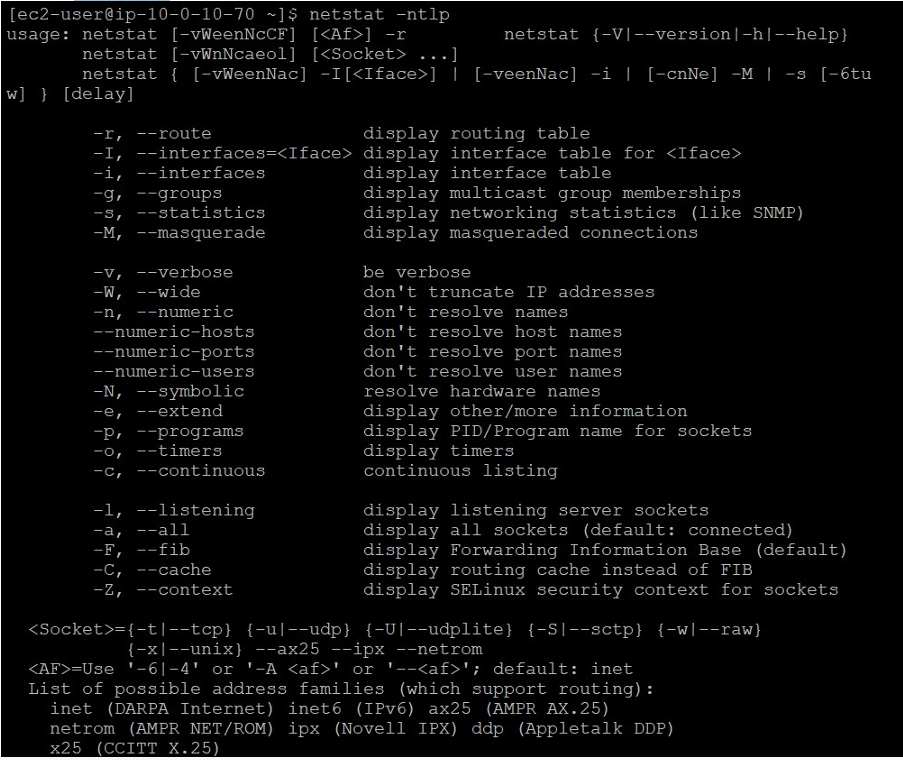 [ec2-user@ip-10-0-10-70 ~]$ netstat –ntlp
usage: netstat [-vWeenNcCF] [<Af>] -r         netstat {-V|--version|-h|--help}
       netstat [-vWnNcaeol] [<Socket> ...]
       netstat { [-vWeenNac] -I[<Iface>] | [-veenNac] -i | [-cnNe] -M | -s [-6tu
w] } [delay]

        -r, --route              display routing table
        -I, --interfaces=<Iface> display interface table for <Iface>
        -i, --interfaces         display interface table
        -g, --groups             display multicast group memberships
        -s, --statistics         display networking statistics (like SNMP)
        -M, --masquerade         display masqueraded connections

        -v, --verbose            be verbose
        -W, --wide               don't truncate IP addresses
        -n, --numeric            don't resolve names
        --numeric-hosts          don't resolve host names
        --numeric-ports          don't resolve port names
        --numeric-users          don't resolve user names
        -N, --symbolic           resolve hardware names
        -e, --extend             display other/more information
        -p, --programs           display PID/Program name for sockets
        -o, --timers             display timers
        -c, --continuous         continuous listing

        -l, --listening          display listening server sockets
        -a, --all                display all sockets (default: connected)
        -F, --fib                display Forwarding Information Base (default)
        -C, --cache              display routing cache instead of FIB
        -Z, --context            display SELinux security context for sockets

  <Socket>={-t|--tcp} {-u|--udp} {-U|--udplite} {-S|--sctp} {-w|--raw}
           {-x|--unix} --ax25 --ipx --netrom
  <AF>=Use '-6|-4' or '-A <af>' or '--<af>'; default: inet
  List of possible address families (which support routing):
    inet (DARPA Internet) inet6 (IPv6) ax25 (AMPR AX.25)
    netrom (AMPR NET/ROM) ipx (Novell IPX) ddp (Appletalk DDP)
    x25 (CCITT X.25)